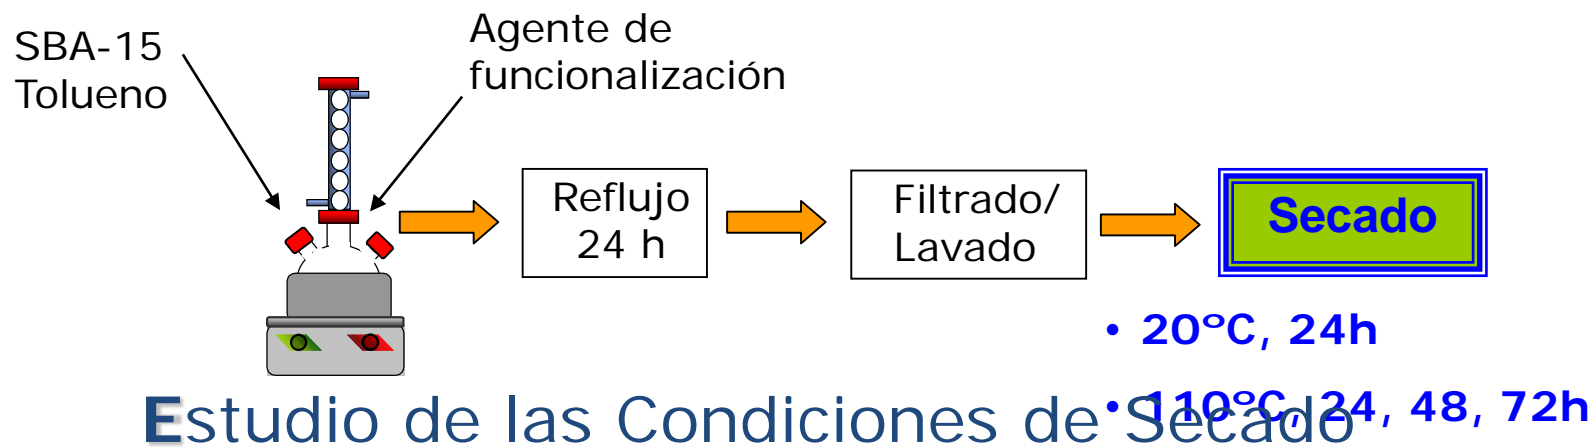 SBA-15
Tolueno
Agente de
funcionalización
Reflujo
24 h
Filtrado/
Lavado
Secado
• 20ºC, 24h
• 110ºC, 24, 48, 72h
Estudio de las Condiciones de Secado